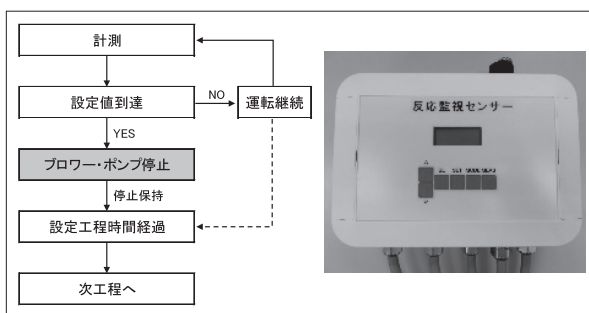 計測
設定値到達
NO
運転継続
YES
ブロワー・ポンプ停止
停止保持
設定工程時間経過
次工程へ
反応監視センサー